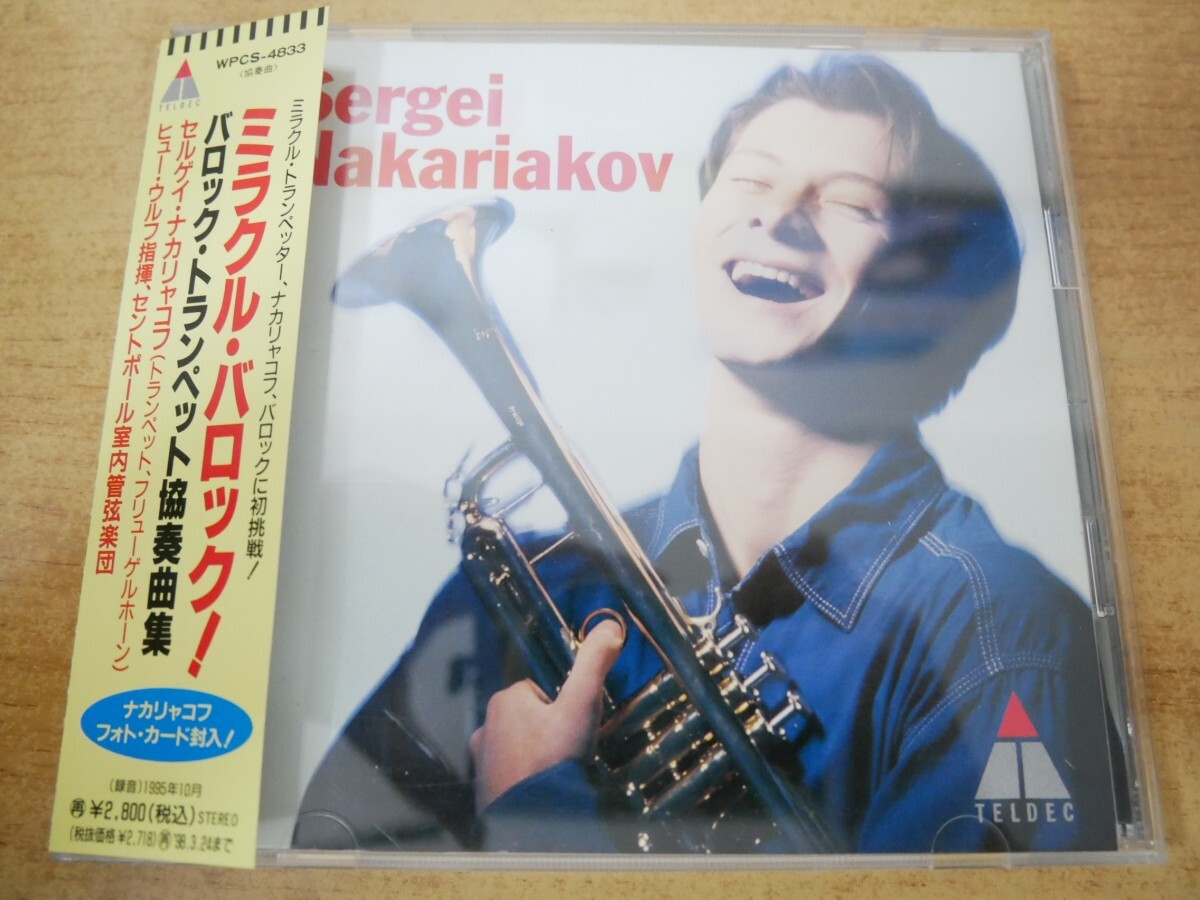 WPCS-4833
〈協奏曲〉
TELDEC
ミラクル・トランペッター、ナカリャコフ、バロックに初挑戦!
ミラクル・バロック!
バロック・トランペット協奏曲集
セルゲイ・ナカリャコフ(トランペット、フリューゲルホーン)
ヒュー・ウルフ指揮、セントポール室内管弦楽団
ナカリャコフ
フォト・カード封入!
(録音)1995年10月
㊢¥2,800(税込)STEREO
(税抜価格¥2,718)㊢'98.3.24まで
Sergei
Nakariakov
TELDEC